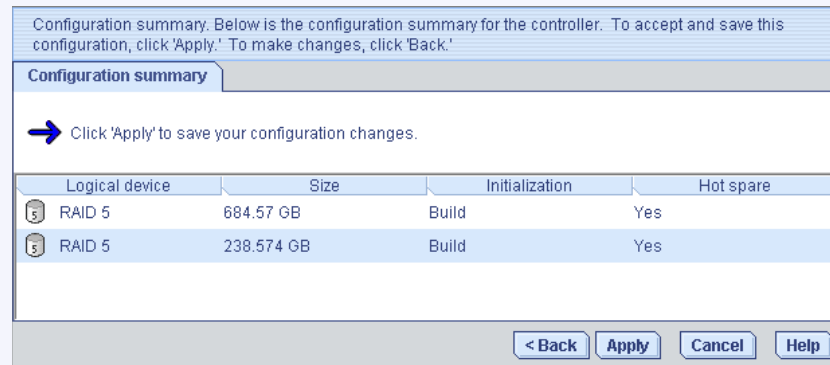 Configuration summary. Below is the configuration summary for the controller. To accept and save this
configuration, click 'Apply.' To make changes, click 'Back.'
Configuration summary
Click 'Apply' to save your configuration changes.
Logical device Size Initialization Hot spare
5 RAID 5 684.57 GB Build Yes
5 RAID 5 238.574 GB Build Yes
< Back Apply Cancel Help